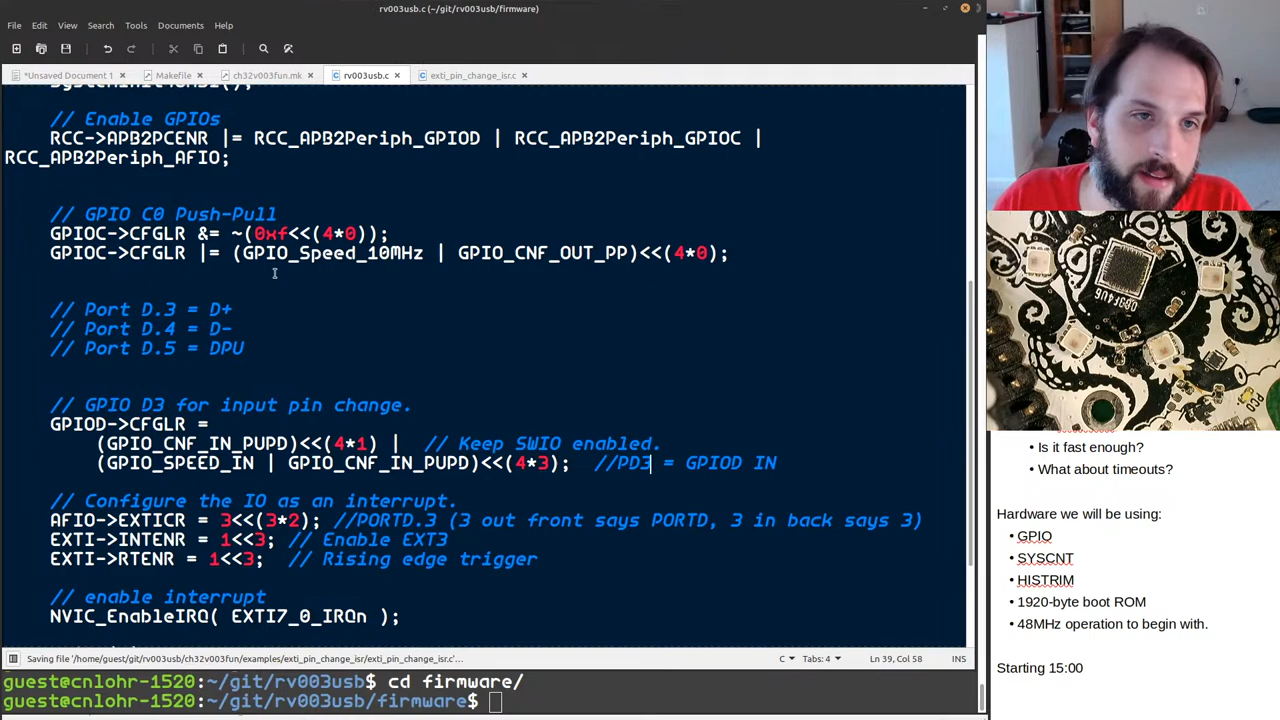 rv003usb.c (~/git/rv003usb/firmware)
File Edit View Search Tools Documents Help
*Unsaved Document 1 Makefile ch32v003fun.mk rv003usb.c exti_pin_change_isr.c
// Enable GPIOs
RCC->APB2PCENR |= RCC_APB2Periph_GPIOD | RCC_APB2Periph_GPIOC |
RCC_APB2Periph_AFIO;
// GPIO C0 Push-Pull
GPIOC->CFGLR &= ~(0xf<<(4*0));
GPIOC->CFGLR |= (GPIO_Speed_10MHz | GPIO_CNF_OUT_PP)<<(4*0);
// Port D.3 = D+
// Port D.4 = D-
// Port D.5 = DPU
// GPIO D3 for input pin change.
GPIOD->CFGLR =
(GPIO_CNF_IN_PUPD)<<(4*1) | // Keep SWIO enabled.
(GPIO_SPEED_IN | GPIO_CNF_IN_PUPD)<<(4*3); //PD3 = GPIOD IN
// Configure the IO as an interrupt.
AFIO->EXTICR = 3<<(3*2); //PORTD.3 (3 out front says PORTD, 3 in back says 3)
EXTI->INTENR = 1<<3; // Enable EXT3
EXTI->RTENR = 1<<3; // Rising edge trigger
// enable interrupt
NVIC_EnableIRQ( EXTI7_0_IRQn );
Saving file '/home/guest/git/rv003usb/ch32v003fun/examples/exti_pin_change_isr/exti_pin_change_isr.c'... C Tabs: 4 Ln 39, Col 58 INS
guest@cnlohr-1520:~/git/rv003usb$ cd firmware/
guest@cnlohr-1520:~/git/rv003usb/firmware$
• Is it fast enough?
• What about timeouts?
Hardware we will be using:
• GPIO
• SYSCNT
• HISTRIM
• 1920-byte boot ROM
• 48MHz operation to begin with.
Starting 15:00